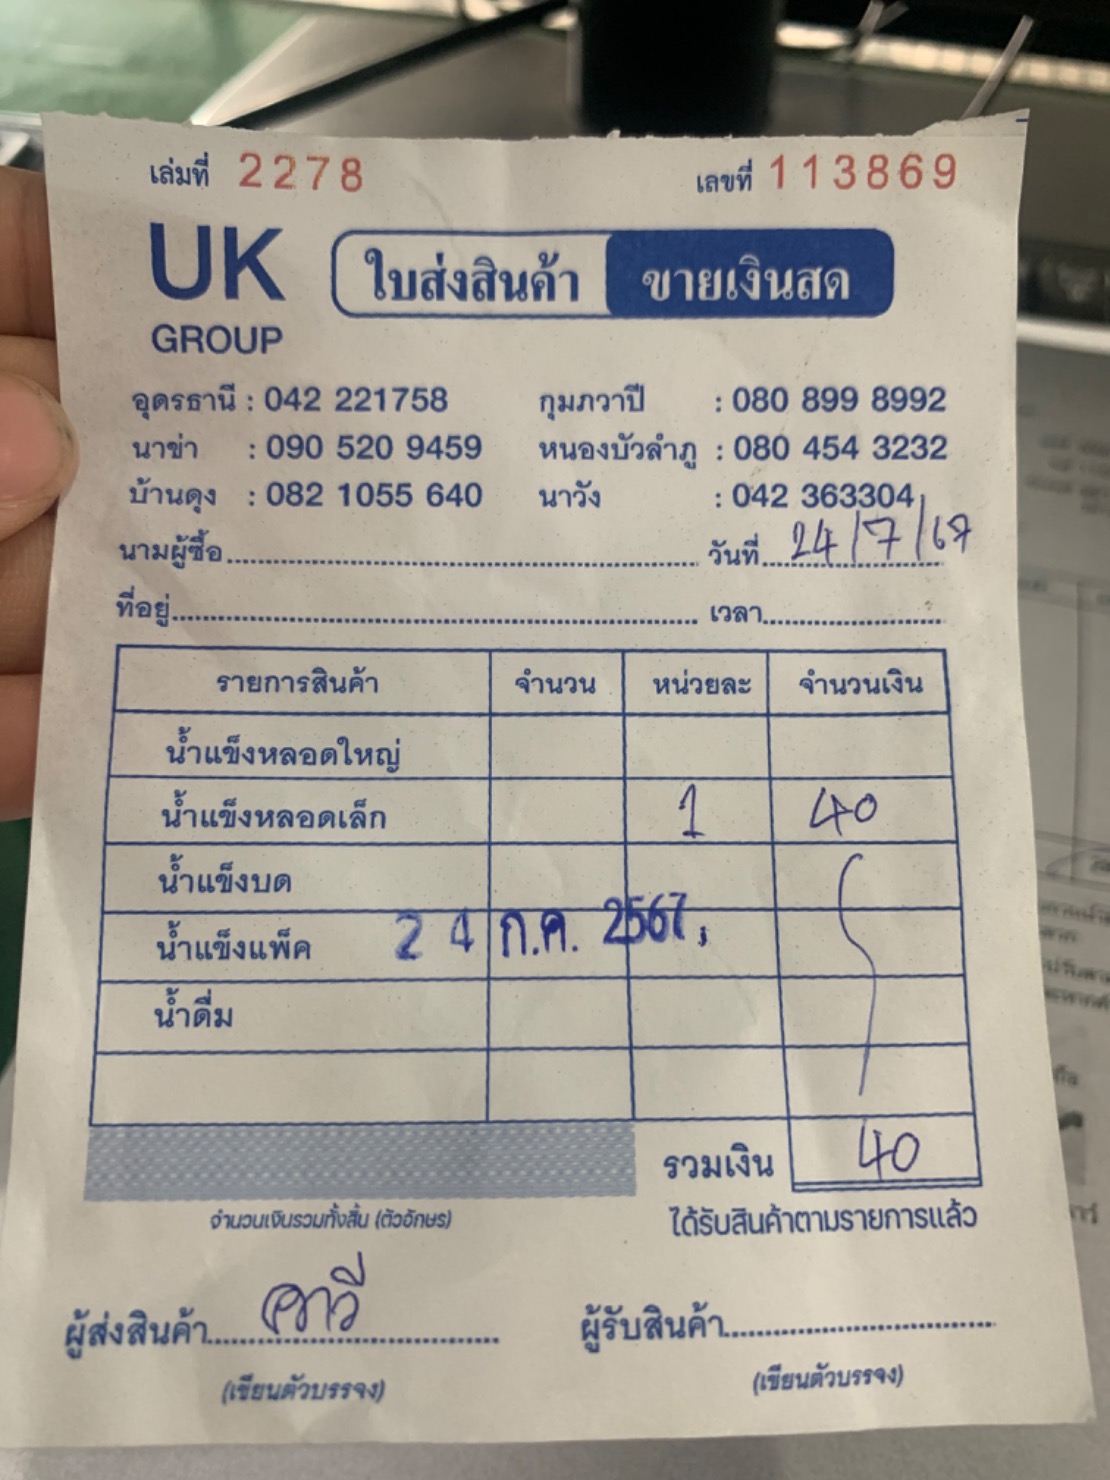 เล่มที่ 2278 เลขที่ 113869
UK GROUP
ใบส่งสินค้า ขายเงินสด
อุดรธานี : 042 221758 กุมภวาปี : 080 899 8992
นาข่า : 090 520 9459 หนองบัวลำภู : 080 454 3232
บ้านดุง : 082 1055 640 นาวัง : 042 363304
นามผู้ซื้อ วันที่ 24/7/67
ที่อยู่ เวลา
รายการสินค้า จำนวน หน่วยละ จำนวนเงิน
น้ำแข็งหลอดใหญ่
น้ำแข็งหลอดเล็ก 1 40
น้ำแข็งบด
น้ำแข็งแพ็ค 24 ก.ค. 2567
น้ำดื่ม
รวมเงิน 40
จำนวนเงินรวมทั้งสิ้น (ตัวอักษร) ได้รับสินค้าตามรายการแล้ว
ผู้ส่งสินค้า ผู้รับสินค้า
(เขียนตัวบรรจง) (เขียนตัวบรรจง)